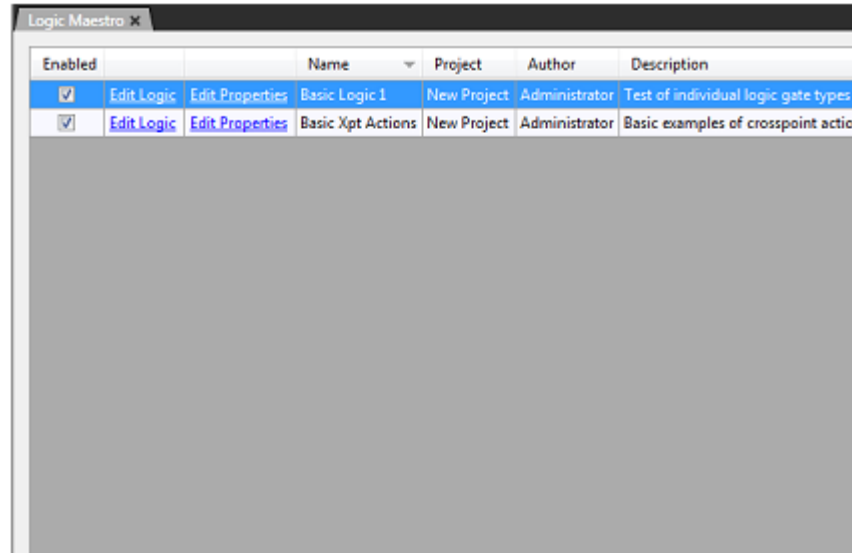 Logic Maestro
Enabled Name Project Author Description
Edit Logic Edit Properties Basic Logic 1 New Project Administrator Test of individual logic gate types
Edit Logic Edit Properties Basic Xpt Actions New Project Administrator Basic examples of crosspoint actio